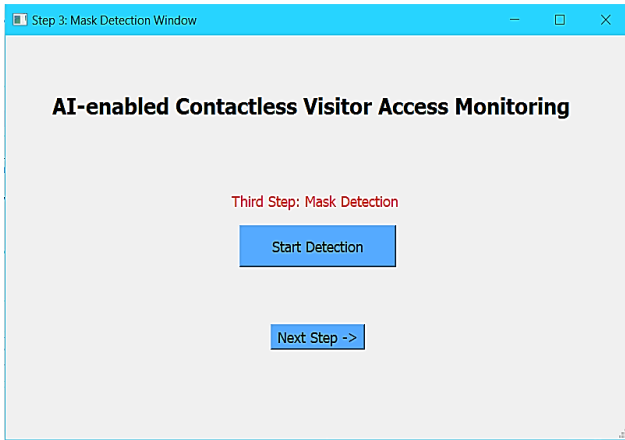 Step 3: Mask Detection Window
AI-enabled Contactless Visitor Access Monitoring
Third Step: Mask Detection
Start Detection
Next Step ->